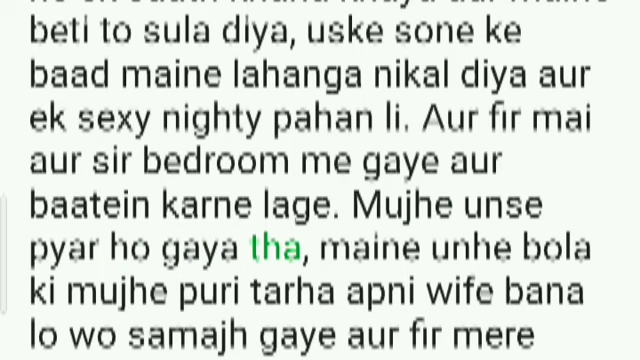 beti to sula diya, uske sone ke
baad maine lahanga nikal diya aur
ek sexy nighty pahan li. Aur fir mai
aur sir bedroom me gaye aur
baatein karne lage. Mujhe unse
pyar ho gaya tha, maine unhe bola
ki mujhe puri tarha apni wife bana
lo wo samajh gaye aur fir mere